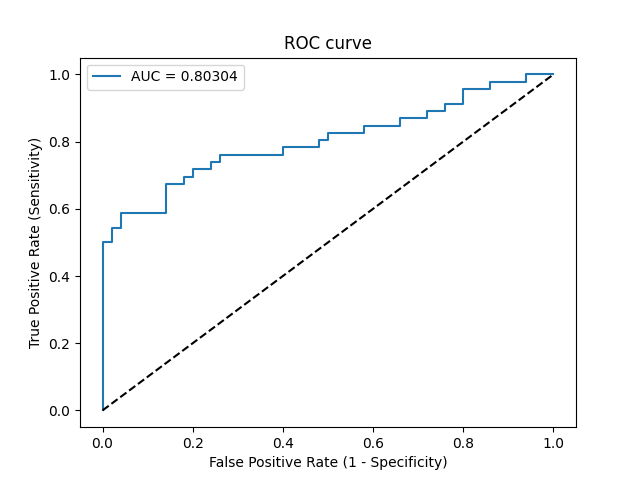 ROC curve
AUC = 0.80304
True Positive Rate (Sensitivity)
1.0
0.8
0.6
0.4
0.2
0.0
0.0 0.2 0.4 0.6 0.8 1.0
False Positive Rate (1 - Specificity)